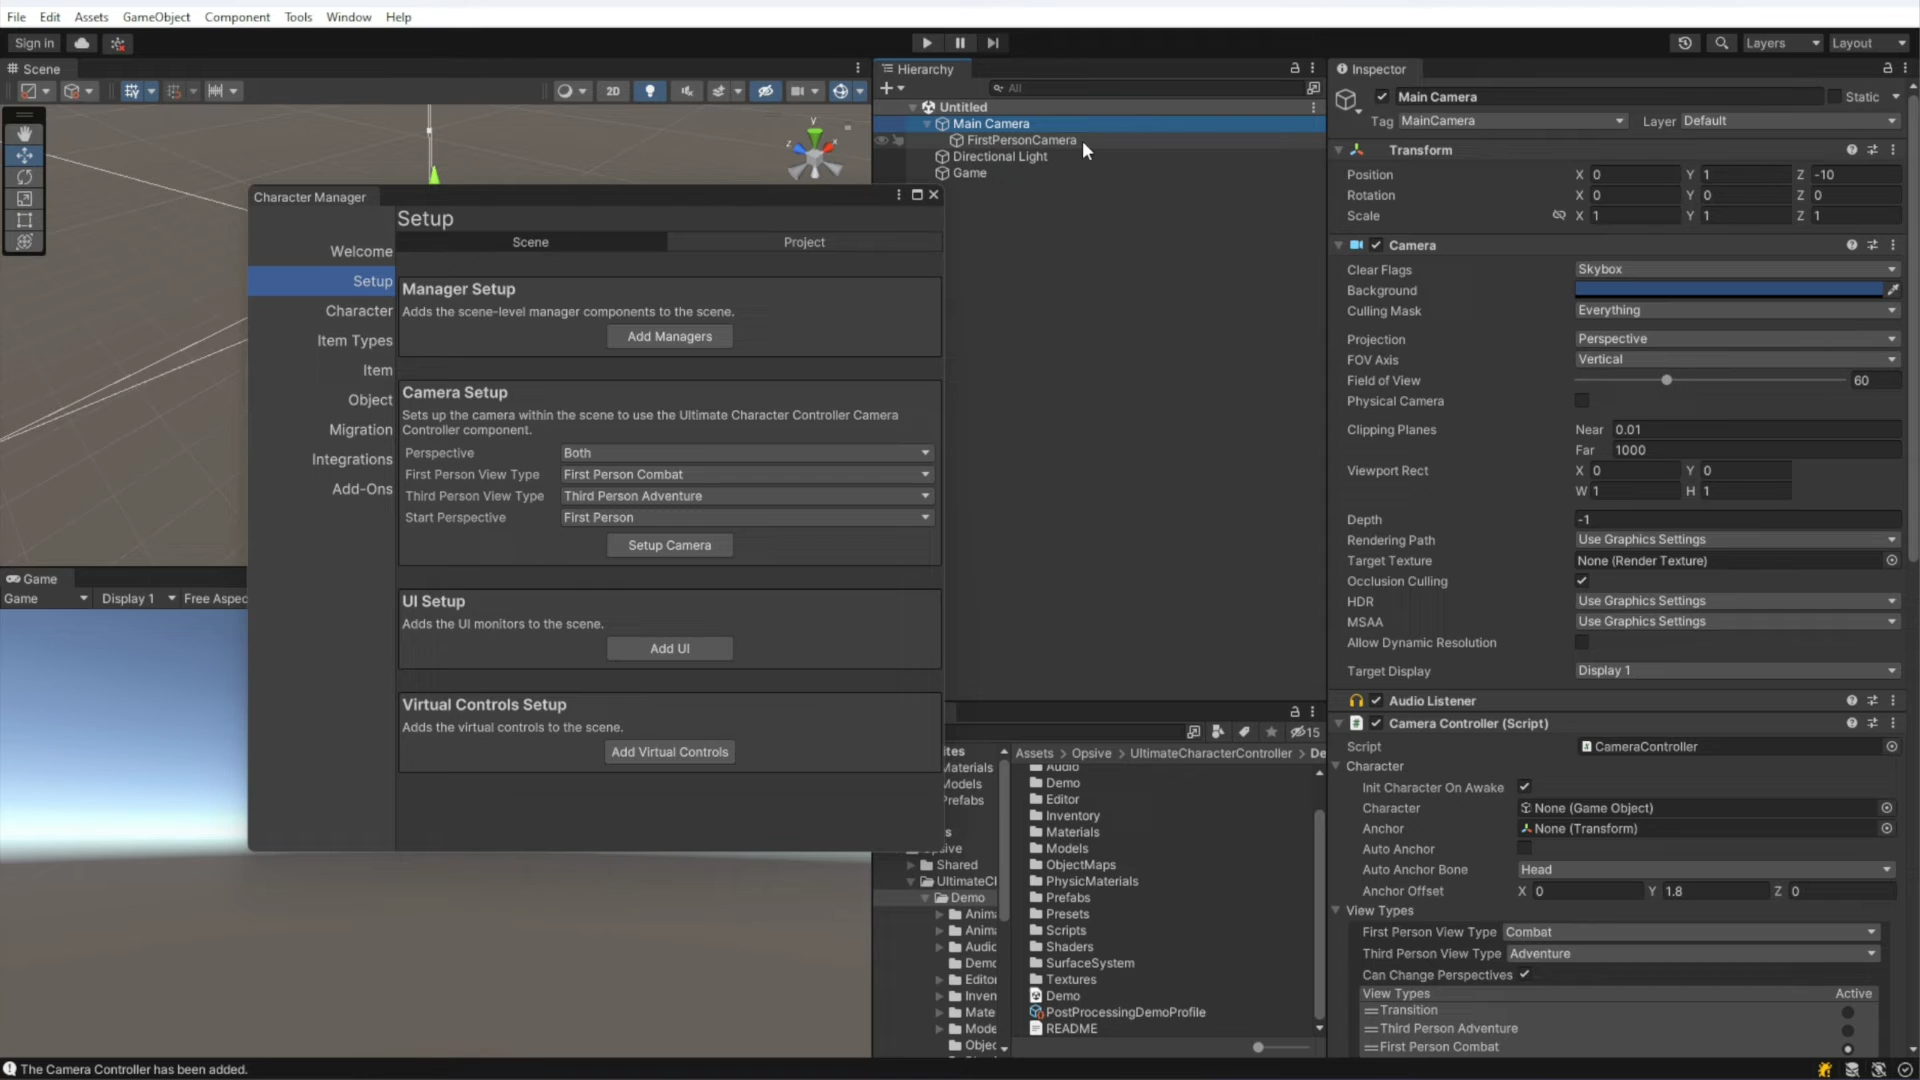 File Edit Assets GameObject Component Tools Window Help
Sign in
Layers Layout
Scene
2D
y
z
Character Manager
Welcome
Setup
Character
Item Types
Item
Object
Migration
Integrations
Add-Ons
Setup
Scene Project
Manager Setup
Adds the scene-level manager components to the scene.
Add Managers
Camera Setup
Sets up the camera within the scene to use the Ultimate Character Controller Camera
Controller component.
Perspective Both
First Person View Type First Person Combat
Third Person View Type Third Person Adventure
Start Perspective First Person
Setup Camera
UI Setup
Adds the UI monitors to the scene.
Add UI
Virtual Controls Setup
Adds the virtual controls to the scene.
Add Virtual Controls
Game
Game Display 1 Free Aspec
Hierarchy
All
Untitled
Main Camera
FirstPersonCamera
Directional Light
Game
15
ites
Materials
Models
Prefabs
s
Shared
UltimateCl
Demo
Anima
Anima
Audio
Demo
Editor
Inven
Mate
Mode
Objec
Assets > Opsive > UltimateCharacterController > De
Audio
Demo
Editor
Inventory
Materials
Models
ObjectMaps
PhysicMaterials
Prefabs
Presets
Scripts
Shaders
SurfaceSystem
Textures
Demo
PostProcessingDemoProfile
README
Inspector
Main Camera Static
Tag MainCamera Layer Default
Transform
Position X 0 Y 1 Z -10
Rotation X 0 Y 0 Z 0
Scale X 1 Y 1 Z 1
Camera
Clear Flags Skybox
Background
Culling Mask Everything
Projection Perspective
FOV Axis Vertical
Field of View 60
Physical Camera
Clipping Planes Near 0.01
Far 1000
Viewport Rect X 0 Y 0
W 1 H 1
Depth -1
Rendering Path Use Graphics Settings
Target Texture None (Render Texture)
Occlusion Culling
HDR Use Graphics Settings
MSAA Use Graphics Settings
Allow Dynamic Resolution
Target Display Display 1
Audio Listener
Camera Controller (Script)
Script CameraController
Character
Init Character On Awake
Character None (Game Object)
Anchor None (Transform)
Auto Anchor
Auto Anchor Bone Head
Anchor Offset X 0 Y 1.8 Z 0
View Types
First Person View Type Combat
Third Person View Type Adventure
Can Change Perspectives
View Types Active
Transition
Third Person Adventure
First Person Combat
The Camera Controller has been added.